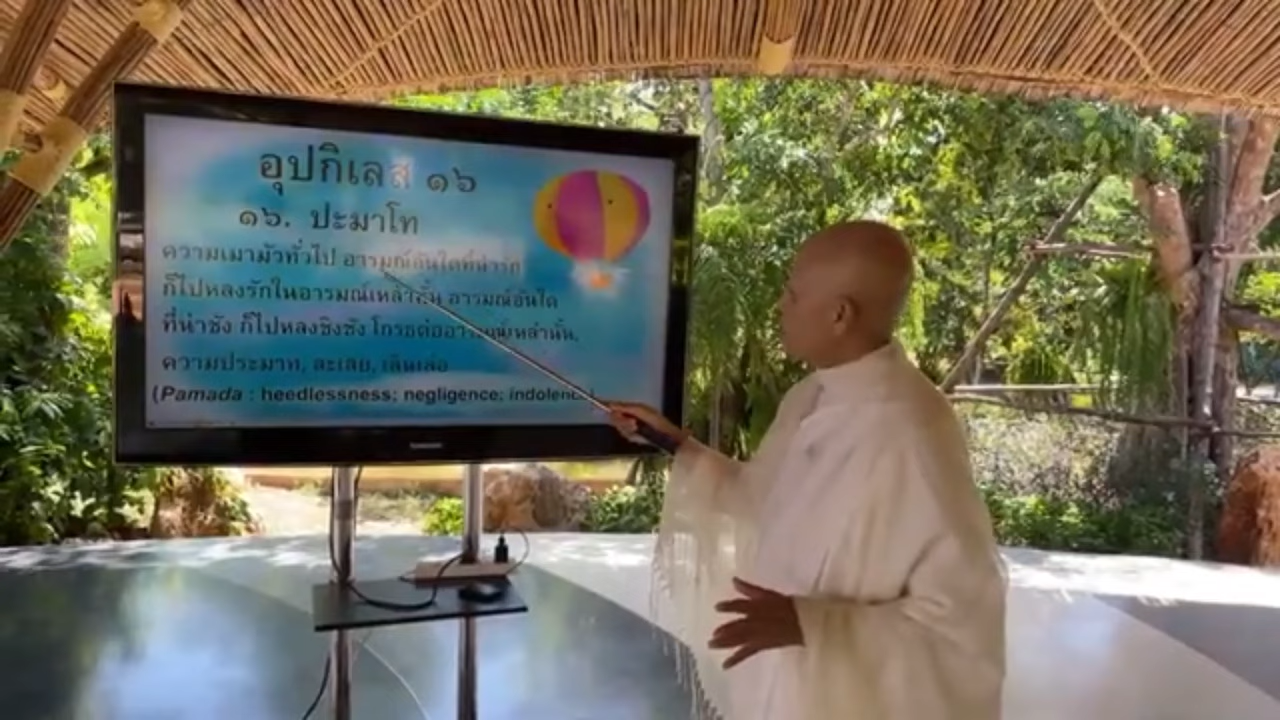 อุปกิเลส ๑๖
๑๖. ปะมาโท
ความเมามัวทั่วไป อารมณ์อันใดที่น่ารัก
ก็ไปหลงรักในอารมณ์เหล่านั้น อารมณ์อันใด
ที่น่าชัง ก็ไปหลงชิงชัง โกรธต่ออารมณ์เหล่านั้น,
ความประมาท, ละเลย, เลินเล่อ
(Pamada : heedlessness; negligence; indolence)